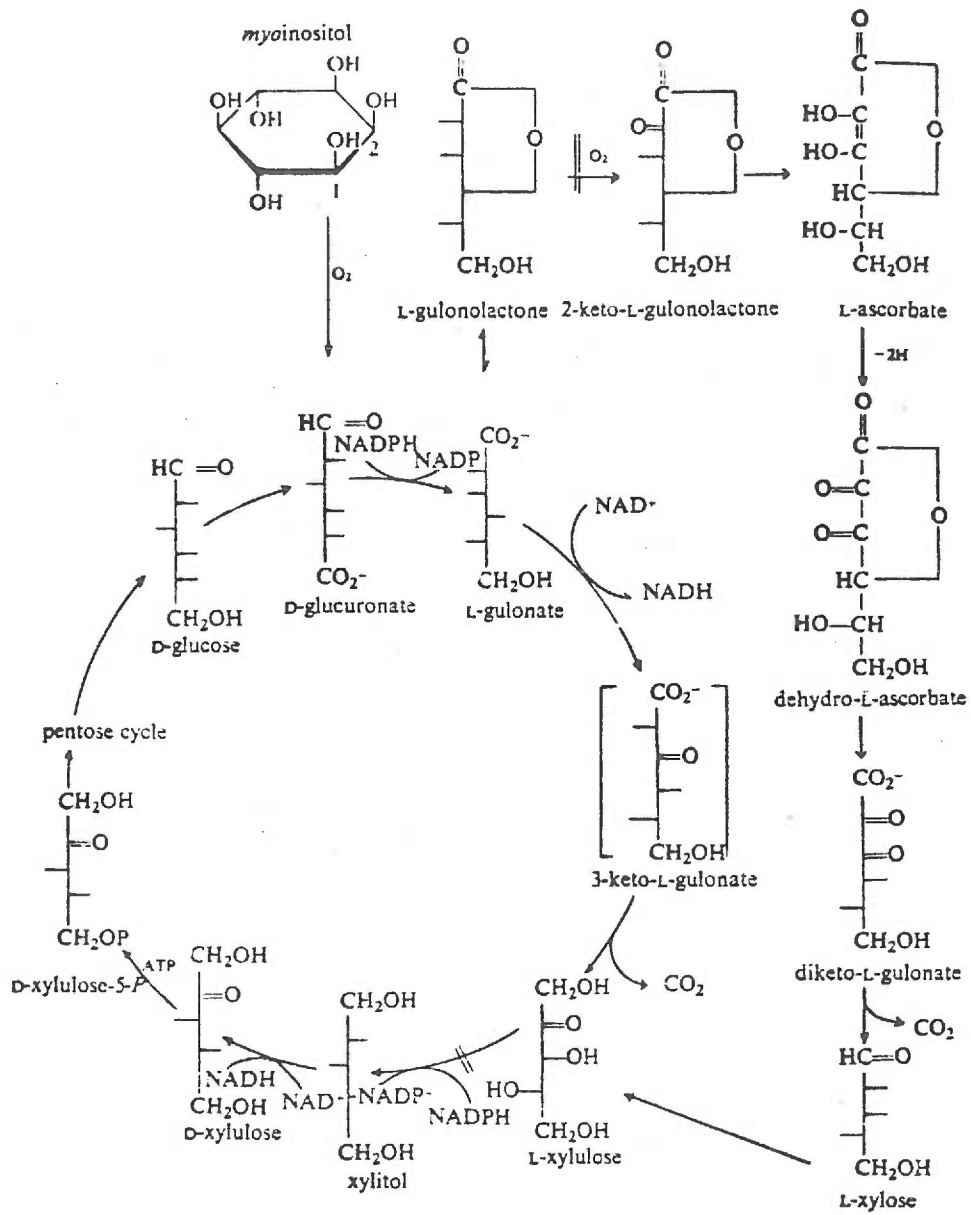 myoinositol
OH
OH
OH
OH
OH
OH
2
1
O₂
O
C
O
CH₂OH
L-gulonolactone
O₂
O
C
O
O
CH₂OH
2-keto-L-gulonolactone
O
C
HO-C
HO-C
O
HC
HO-CH
CH₂OH
L-ascorbate
-2H
O
C
O=C
O=C
O
HC
HO-CH
CH₂OH
dehydro-L-ascorbate
CO₂-
=O
=O
CH₂OH
diketo-L-gulonate
CO₂
HC=O
CH₂OH
L-xylose
HC=O
CH₂OH
D-glucose
HC=O
CO₂-
D-glucuronate
NADPH
NADP
CO₂-
CH₂OH
L-gulonate
NAD+
NADH
CO₂-
=O
CH₂OH
3-keto-L-gulonate
CO₂
CH₂OH
=O
-OH
HO-
CH₂OH
L-xylulose
NADP-
NADPH
CH₂OH
CH₂OH
xylitol
NADH
NAD-
CH₂OH
=O
CH₂OH
D-xylulose
ATP
CH₂OH
=O
CH₂OP
D-xylulose-5-P
pentose cycle